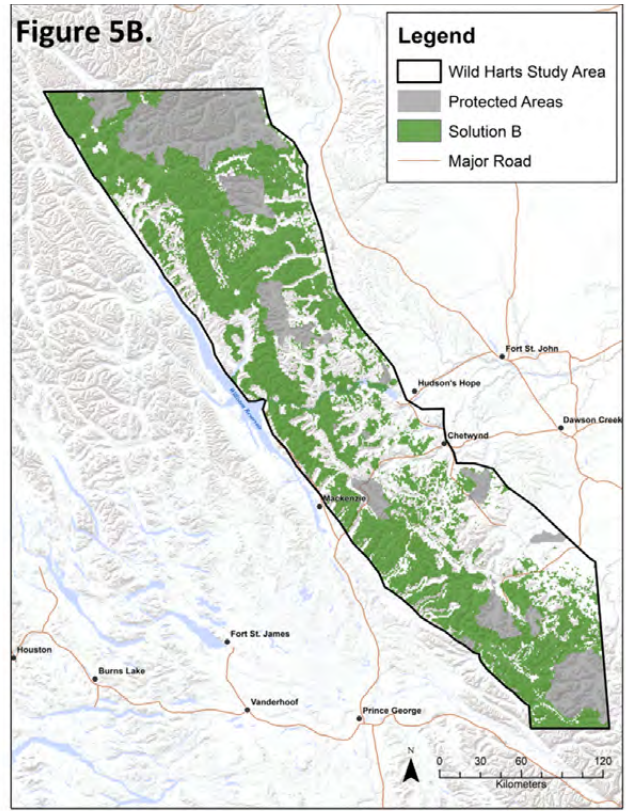 Figure 5B.
Legend
Wild Harts Study Area
Protected Areas
Solution B
Major Road
Fort St. John
Hudson's Hope
Dawson Creek
Chetwynd
Mackenzie
Fort St. James
Houston
Burns Lake
Vanderhoof
Prince George
N
0 30 60 90 120
Kilometers